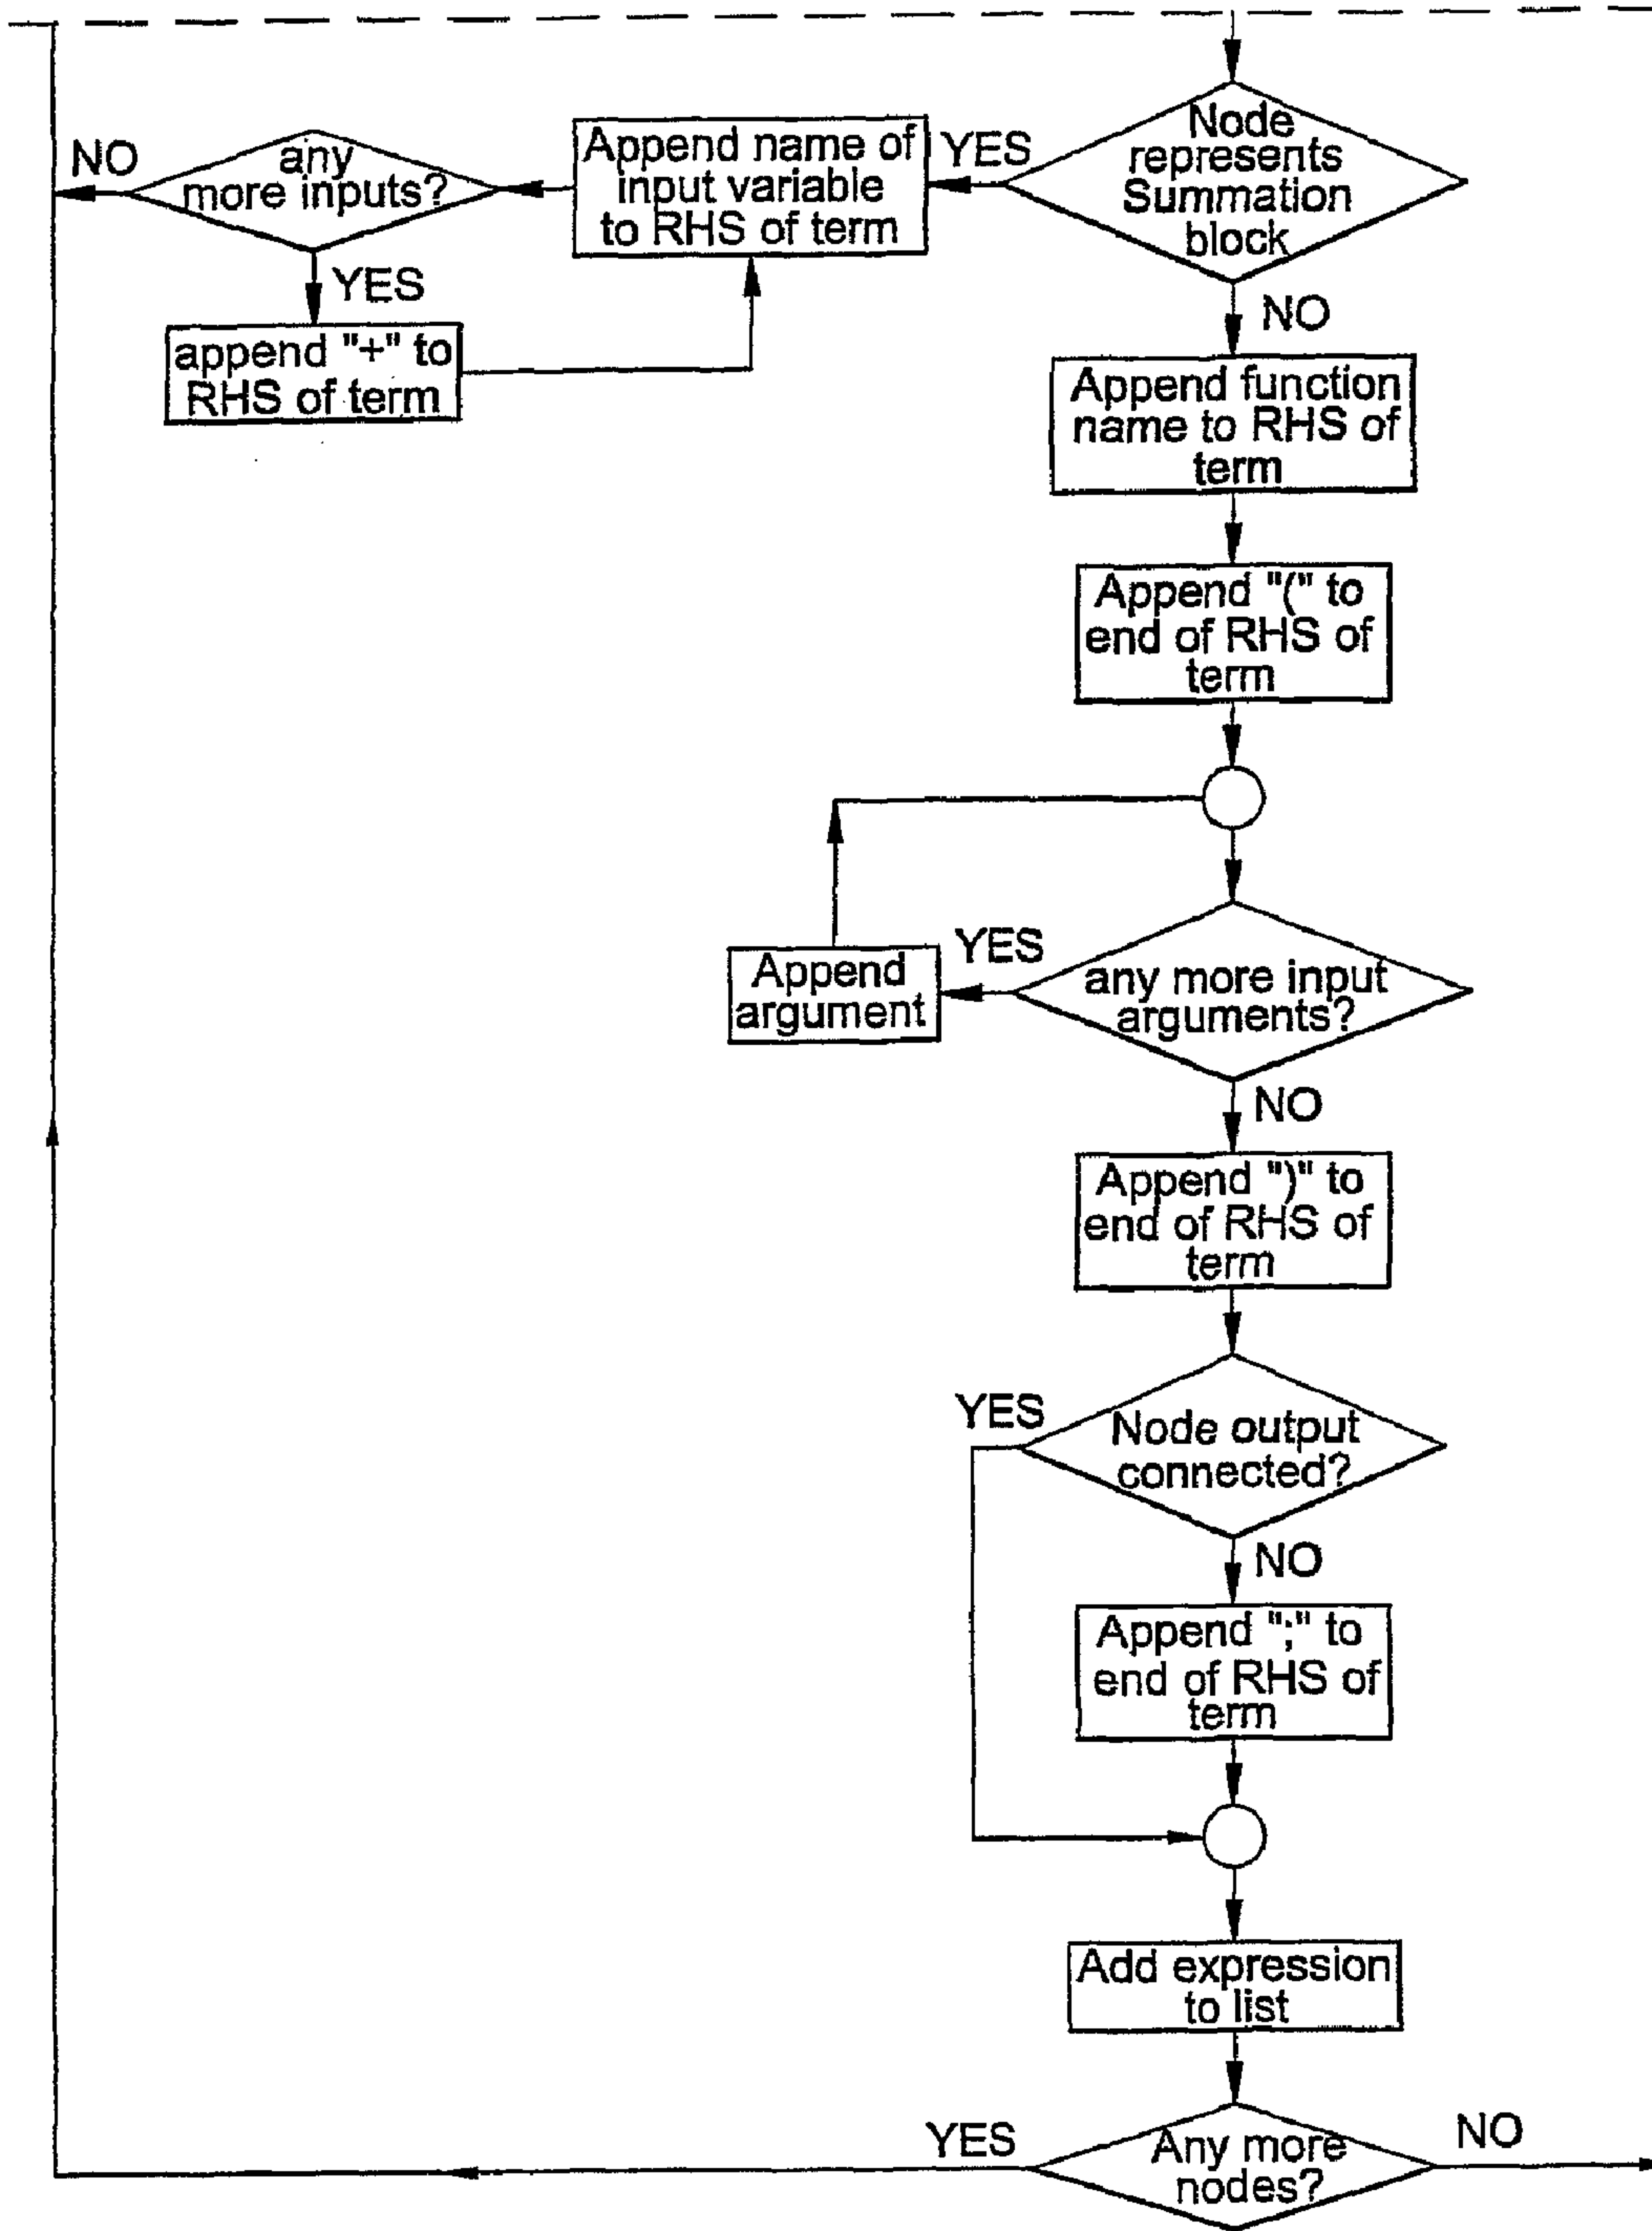 Node
represents
Summation
block
YES
Append name of
input variable
to RHS of term
any
more inputs?
NO
YES
append "+" to
RHS of term
NO
Append function
name to RHS of
term
Append "(" to
end of RHS of
term
any more input
arguments?
YES
Append
argument
NO
Append ")" to
end of RHS of
term
Node output
connected?
YES
NO
Append ";" to
end of RHS of
term
Add expression
to list
Any more
nodes?
YES
NO